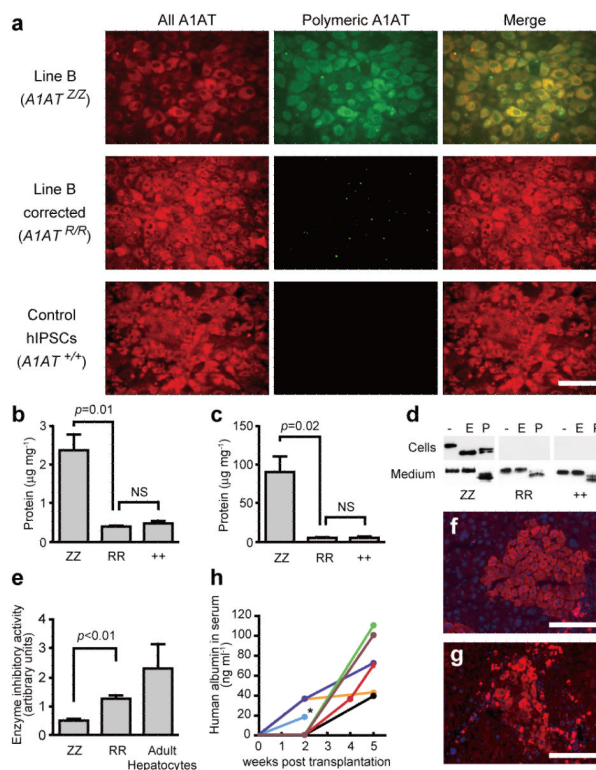 a
All A1AT Polymeric A1AT Merge
Line B
(A1AT Z/Z)
Line B
corrected
(A1AT R/R)
Control
hIPSCs
(A1AT +/+)
b
p=0.01
NS
Protein (µg mg-1)
3
2
1
0
ZZ RR ++
c
p=0.02
NS
Protein (µg mg-1)
150
100
50
0
ZZ RR ++
d
- E P - E P - E P
Cells
Medium
ZZ RR ++
e
p<0.01
Enzyme inhibitory activity
(artibrary units)
4
3
2
1
0
ZZ RR Adult
Hepatocytes
h
Human albumin in serum
(ng ml-1)
120
100
80
60
40
20
0
*
0 1 2 3 4 5
weeks post transplantation
f
g